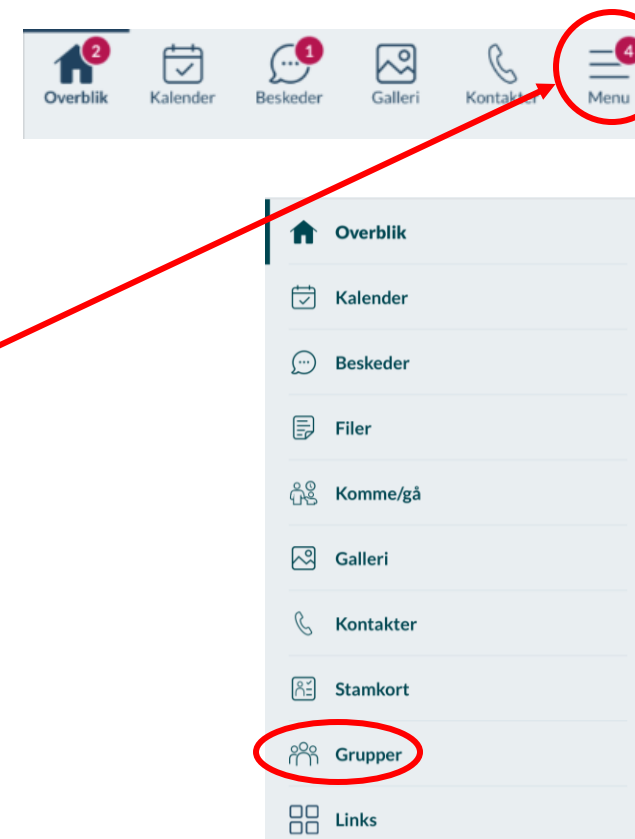 2 1 4
Overblik Kalender Beskeder Galleri Kontakter Menu
Overblik
Kalender
Beskeder
Filer
Komme/gå
Galleri
Kontakter
Stamkort
Grupper
Links